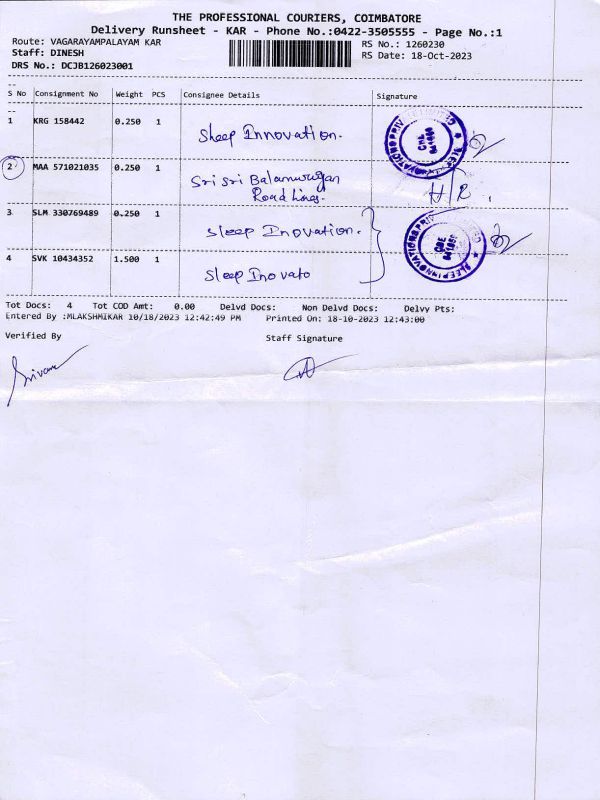 THE PROFESSIONAL COURIERS, COIMBATORE
Delivery Runsheet - KAR - Phone No.:0422-3505555 - Page No.:1
Route: VAGARAYAMPALAYAM KAR
RS No.: 1260230
Staff: DINESH
RS Date: 18-Oct-2023
DRS No.: DCJB126023001
S No Consignment No Weight PCS Consignee Details Signature
1 KRG 158442 0.250 1 Sleep Innovation.
2 MAA 571021035 0.250 1 Sri Sri Balamurugan
Road Lines. H/R.
3 SLM 330769489 0.250 1 Sleep Inovation.
4 SVK 10434352 1.500 1 Sleep Inovato
Tot Docs: 4 Tot COD Amt: 0.00 Delvd Docs: Non Delvd Docs: Delvy Pts:
Entered By :MLAKSHMIKAR 10/18/2023 12:42:49 PM Printed On: 18-10-2023 12:43:00
Verified By Staff Signature